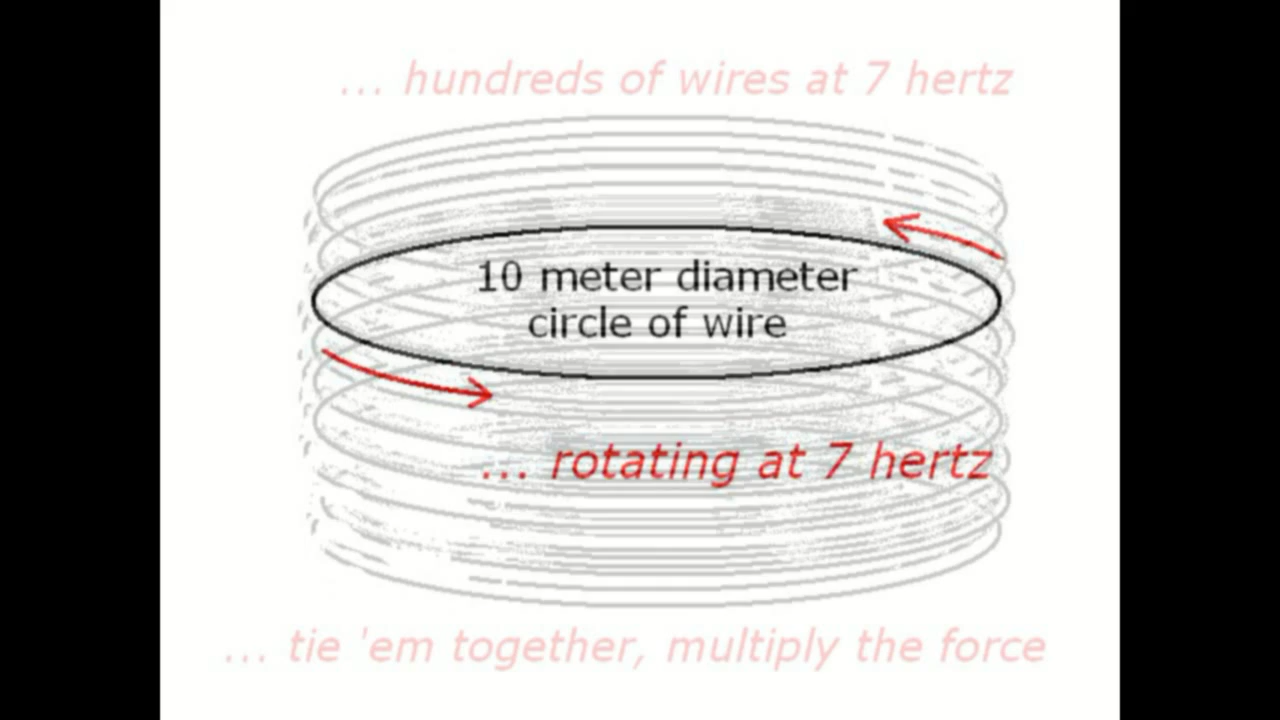 ... hundreds of wires at 7 hertz
10 meter diameter
circle of wire
... rotating at 7 hertz
... tie 'em together, multiply the force